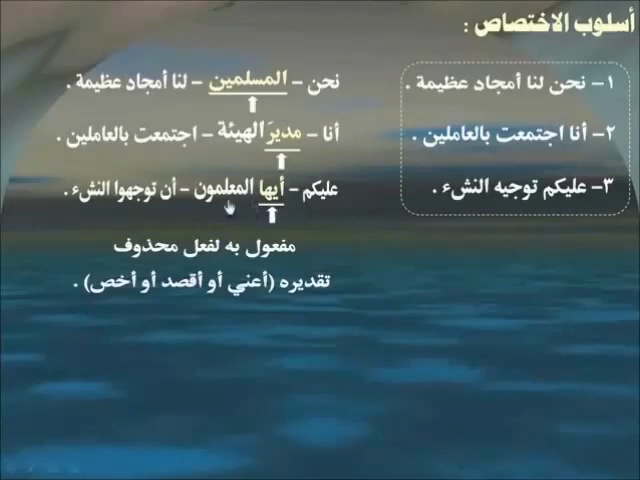 أسلوب الاختصاص :
١- نحن لنا أمجاد عظيمة .
٢- أنا اجتمعت بالعاملين .
٣- عليكم توجيه النشء .
نحن - المسلمين - لنا أمجاد عظيمة .
أنا - مديرَ الهيئة - اجتمعت بالعاملين .
عليكم - أيها المعلمون - أن توجهوا النشء .
مفعول به لفعل محذوف
تقديره (أعني أو أقصد أو أخص) .